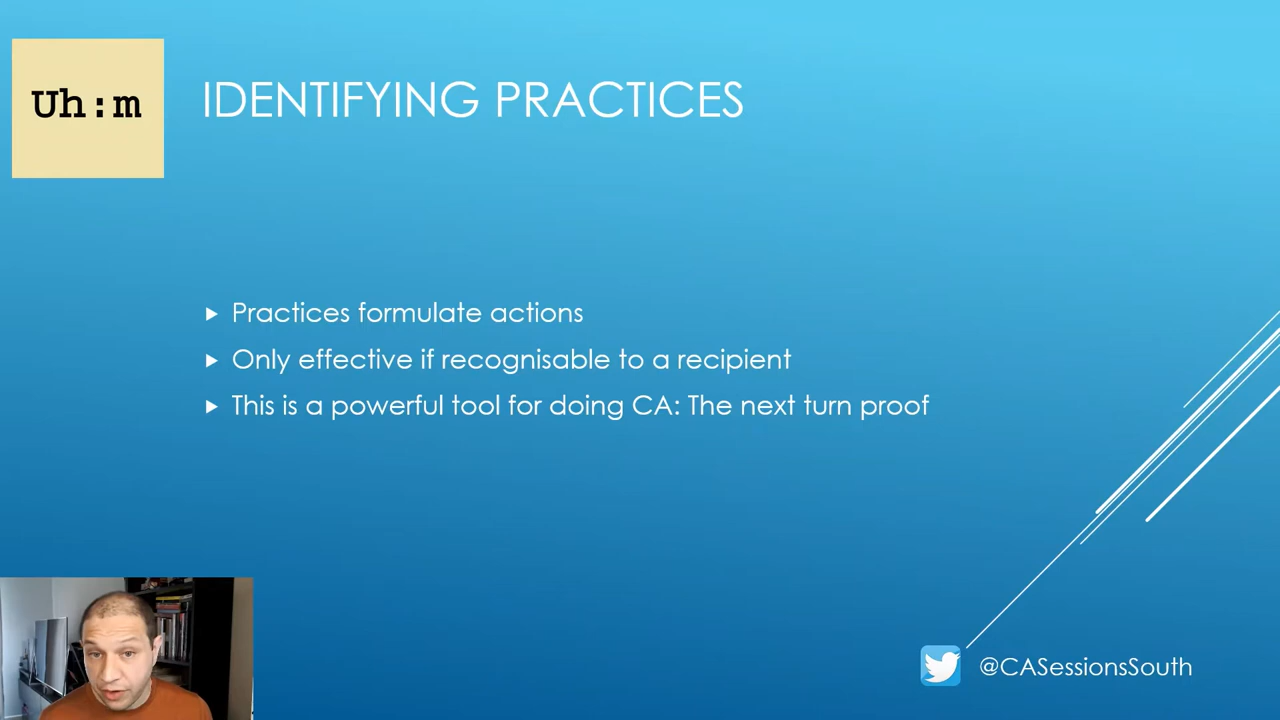 Uh:m
IDENTIFYING PRACTICES
Practices formulate actions
Only effective if recognisable to a recipient
This is a powerful tool for doing CA: The next turn proof
@CASessionsSouth